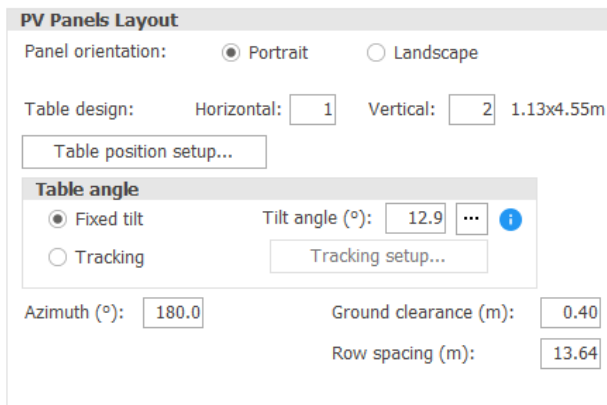 PV Panels Layout
Panel orientation: Portrait Landscape
Table design: Horizontal: 1 Vertical: 2 1.13x4.55m
Table position setup...
Table angle
Fixed tilt Tilt angle (°): 12.9 ... i
Tracking Tracking setup...
Azimuth (°): 180.0 Ground clearance (m): 0.40
Row spacing (m): 13.64